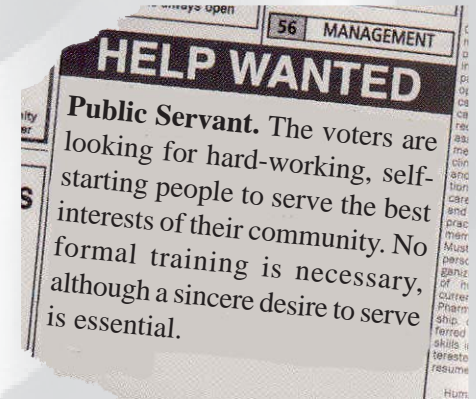 always open
56 MANAGEMENT
HELP WANTED
Public Servant. The voters are
looking for hard-working, self-
starting people to serve the best
interests of their community. No
formal training is necessary,
although a sincere desire to serve
is essential.